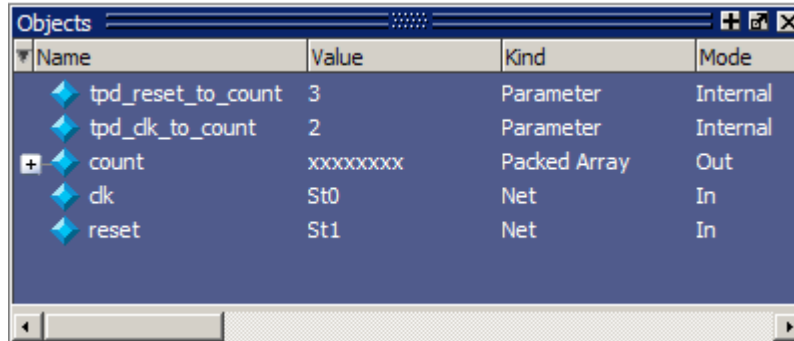 Objects
Name Value Kind Mode
tpd_reset_to_count 3 Parameter Internal
tpd_clk_to_count 2 Parameter Internal
count xxxxxxxx Packed Array Out
clk St0 Net In
reset St1 Net In